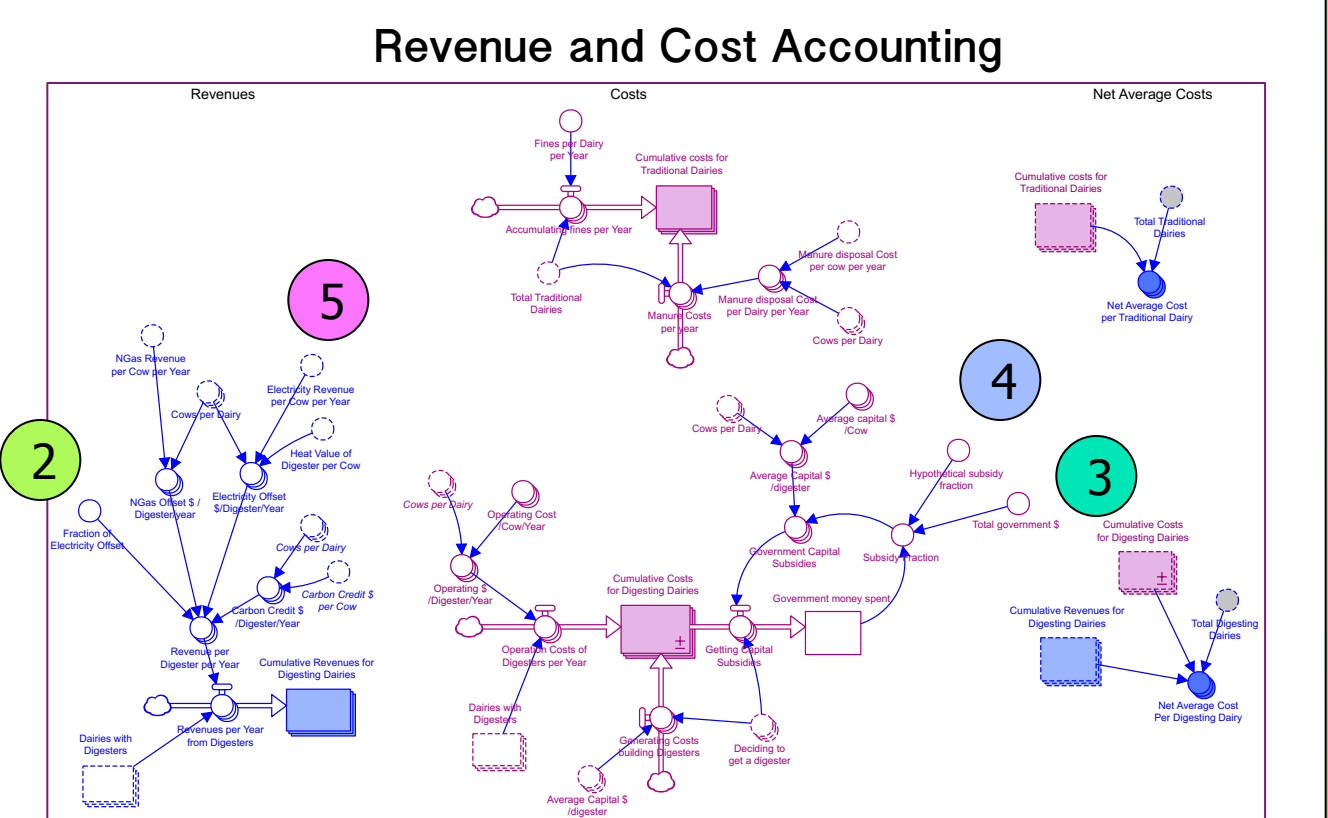 Revenue and Cost Accounting
Revenues
Costs
Net Average Costs
Fines per Dairy
per Year
Cumulative costs for
Traditional Dairies
Accumulating fines per Year
Total Traditional
Dairies
Manure disposal Cost
per cow per year
Manure disposal Cost
per Dairy per Year
Manure Costs
per year
Cows per Dairy
Cumulative costs for
Traditional Dairies
Total Traditional
Dairies
Net Average Cost
per Traditional Dairy
5
4
2
3
NGas Revenue
per Cow per Year
Cows per Dairy
Electricity Revenue
per Cow per Year
Heat Value of
Digester per Cow
NGas Offset $ /
Digester/year
Electricity Offset
$/Digester/Year
Fraction of
Electricity Offset
Cows per Dairy
Carbon Credit $
per Cow
Carbon Credit $
/Digester/Year
Revenue per
Digester per Year
Cumulative Revenues for
Digesting Dairies
Revenues per Year
from Digesters
Dairies with
Digesters
Cows per Dairy
Operating Cost
/Cow/Year
Operating $
/Digester/Year
Cows per Dairy
Average capital $
/Cow
Average Capital $
/digester
Hypothetical subsidy
fraction
Total government $
Government Capital
Subsidies
Subsidy Fraction
Cumulative Costs
for Digesting Dairies
±
Government money spent
Operation Costs of
Digesters per Year
Getting Capital
Subsidies
Dairies with
Digesters
Generating Costs
building Digesters
Deciding to
get a digester
Average Capital $
/digester
Cumulative Costs
for Digesting Dairies
±
Cumulative Revenues for
Digesting Dairies
Total Digesting
Dairies
Net Average Cost
Per Digesting Dairy